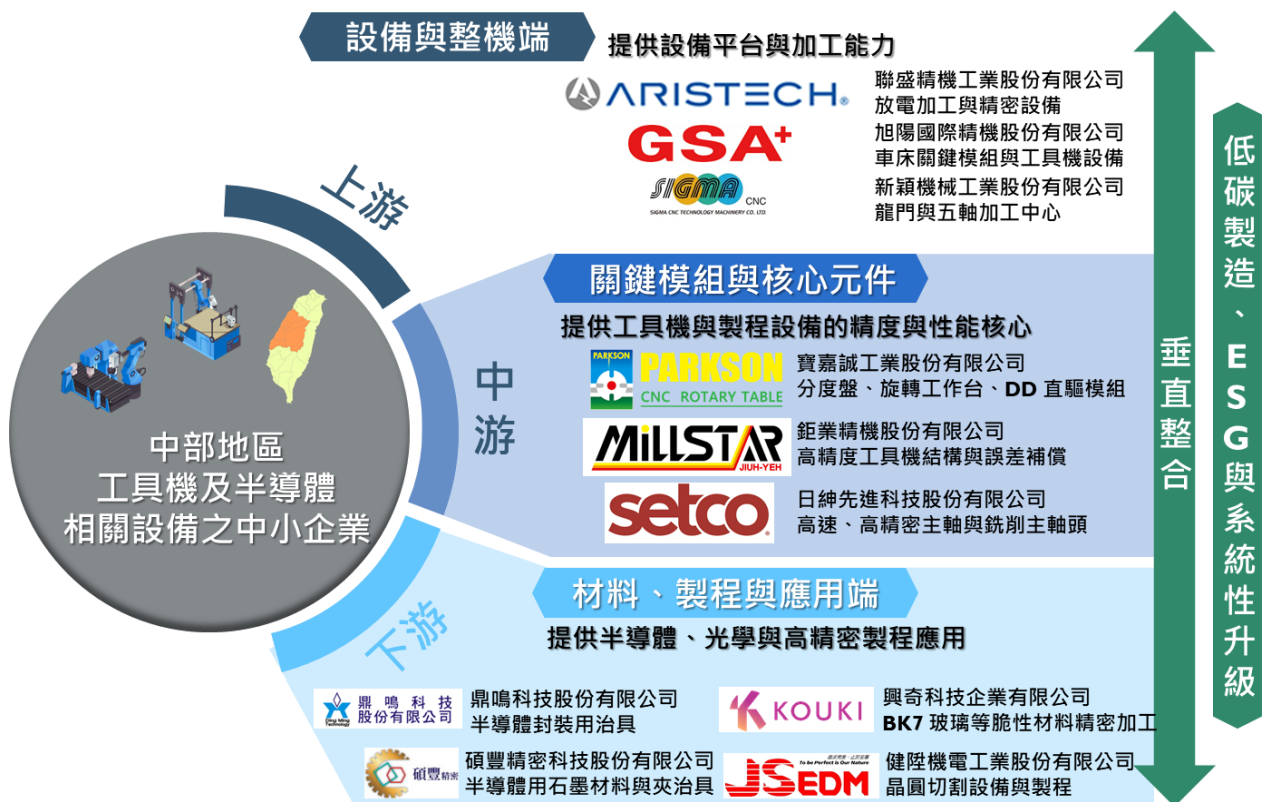 設備與整機端
提供設備平台與加工能力
ARISTECH®
聯盛精機工業股份有限公司
放電加工與精密設備
GSA+
旭陽國際精機股份有限公司
車床關鍵模組與工具機設備
SIGMA CNC
SIGMA CNC TECHNOLOGY MACHINERY CO. LTD
新穎機械工業股份有限公司
龍門與五軸加工中心
上游
中部地區
工具機及半導體
相關設備之中小企業
中游
關鍵模組與核心元件
提供工具機與製程設備的精度與性能核心
PARKSON
PARKSON
CNC ROTARY TABLE
寶嘉誠工業股份有限公司
分度盤、旋轉工作台、DD 直驅模組
MiLLSTAR
JIUH-YEH
鉅業精機股份有限公司
高精度工具機結構與誤差補償
setco
日紳先進科技股份有限公司
高速、高精密主軸與銑削主軸頭
下游
材料、製程與應用端
提供半導體、光學與高精密製程應用
Ding Ming
Technology
鼎鳴科技
股份有限公司
鼎鳴科技股份有限公司
半導體封裝用治具
KOUKI
興奇科技企業有限公司
BK7 玻璃等脆性材料精密加工
碩豐精密
碩豐精密科技股份有限公司
半導體用石墨材料與夾治具
To be Perfect is Our Nature
JSEDM
健陞機電工業股份有限公司
晶圓切割設備與製程
垂直整合
低碳製造、ESG與系統性升級